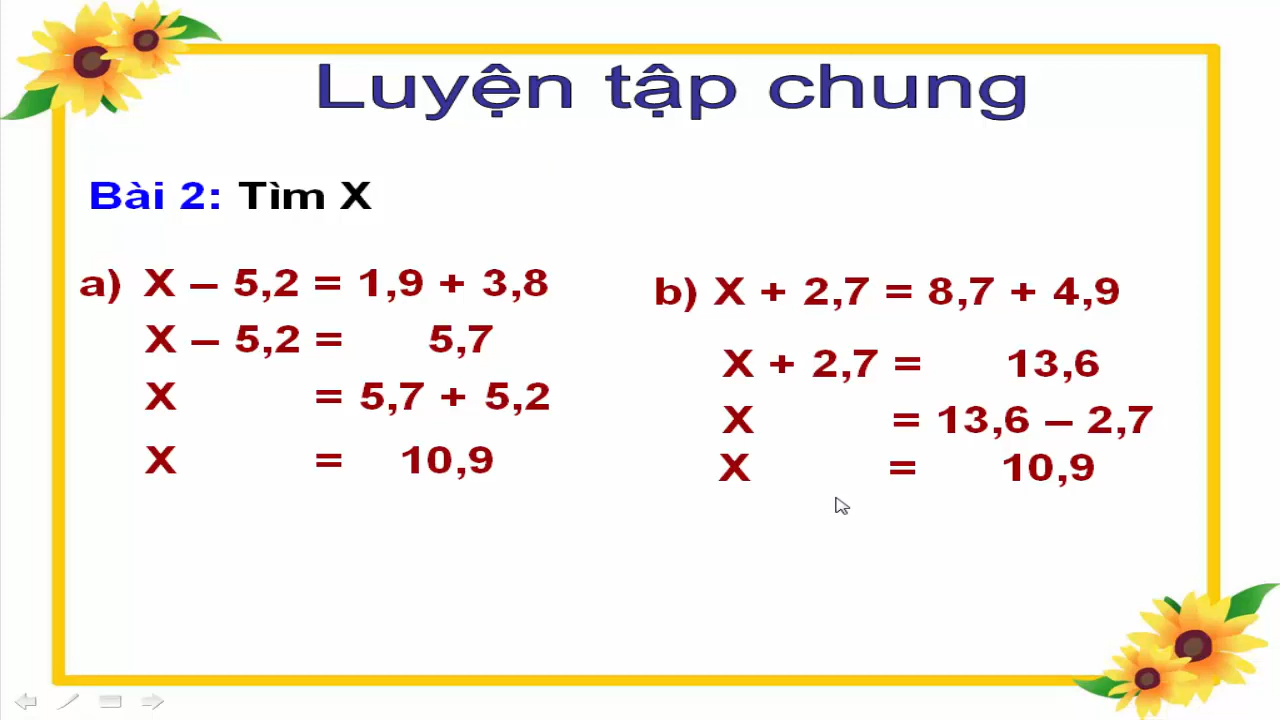 Luyện tập chung
Bài 2: Tìm X
a) X – 5,2 = 1,9 + 3,8
X – 5,2 = 5,7
X = 5,7 + 5,2
X = 10,9
b) X + 2,7 = 8,7 + 4,9
X + 2,7 = 13,6
X = 13,6 – 2,7
X = 10,9